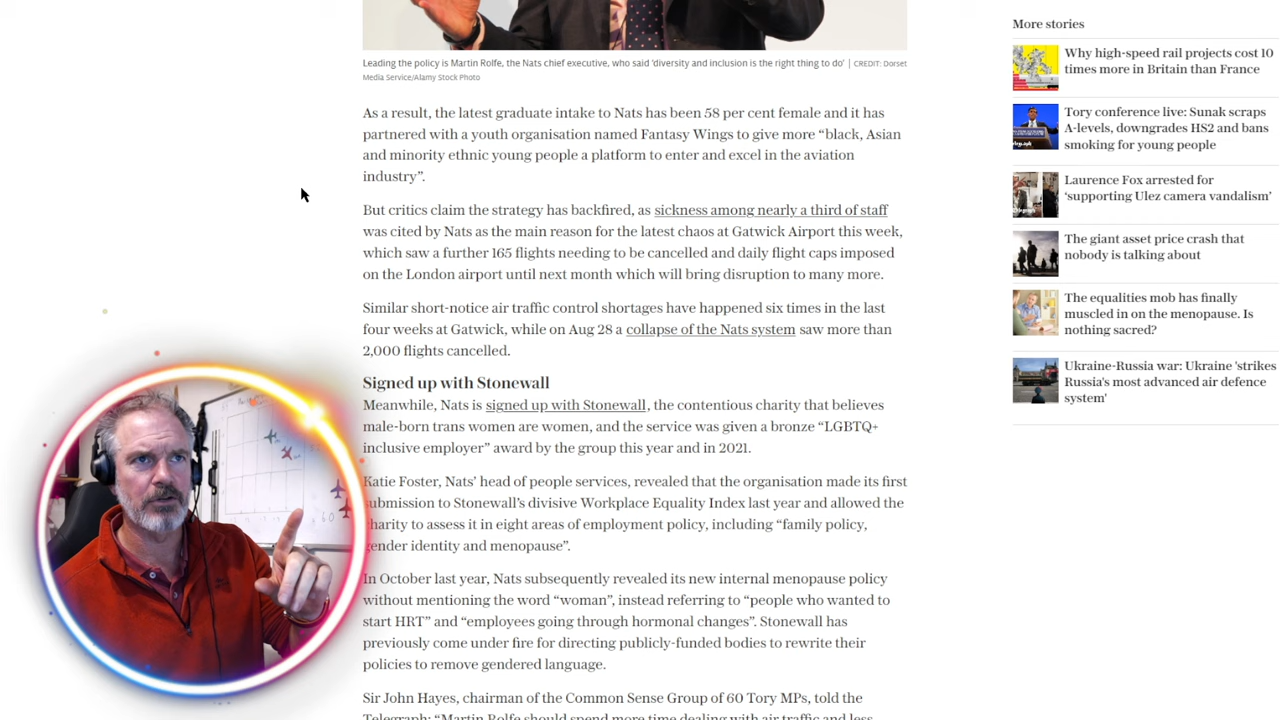 Leading the policy is Martin Rolfe, the Nats chief executive, who said ‘diversity and inclusion is the right thing to do’ | CREDIT: Dorset
Media Service/Alamy Stock Photo
As a result, the latest graduate intake to Nats has been 58 per cent female and it has
partnered with a youth organisation named Fantasy Wings to give more “black, Asian
and minority ethnic young people a platform to enter and excel in the aviation
industry”.
But critics claim the strategy has backfired, as sickness among nearly a third of staff
was cited by Nats as the main reason for the latest chaos at Gatwick Airport this week,
which saw a further 165 flights needing to be cancelled and daily flight caps imposed
on the London airport until next month which will bring disruption to many more.
Similar short-notice air traffic control shortages have happened six times in the last
four weeks at Gatwick, while on Aug 28 a collapse of the Nats system saw more than
2,000 flights cancelled.
Signed up with Stonewall
Meanwhile, Nats is signed up with Stonewall, the contentious charity that believes
male-born trans women are women, and the service was given a bronze “LGBTQ+
inclusive employer” award by the group this year and in 2021.
Katie Foster, Nats’ head of people services, revealed that the organisation made its first
submission to Stonewall’s divisive Workplace Equality Index last year and allowed the
charity to assess it in eight areas of employment policy, including “family policy,
gender identity and menopause”.
In October last year, Nats subsequently revealed its new internal menopause policy
without mentioning the word “woman”, instead referring to “people who wanted to
start HRT” and “employees going through hormonal changes”. Stonewall has
previously come under fire for directing publicly-funded bodies to rewrite their
policies to remove gendered language.
Sir John Hayes, chairman of the Common Sense Group of 60 Tory MPs, told the
Telegraph: “Martin Rolfe should spend more time dealing with air traffic and less
More stories
Why high-speed rail projects cost 10
times more in Britain than France
Tory conference live: Sunak scraps
A-levels, downgrades HS2 and bans
smoking for young people
Laurence Fox arrested for
‘supporting Ulez camera vandalism’
The giant asset price crash that
nobody is talking about
The equalities mob has finally
muscled in on the menopause. Is
nothing sacred?
Ukraine-Russia war: Ukraine 'strikes
Russia's most advanced air defence
system'